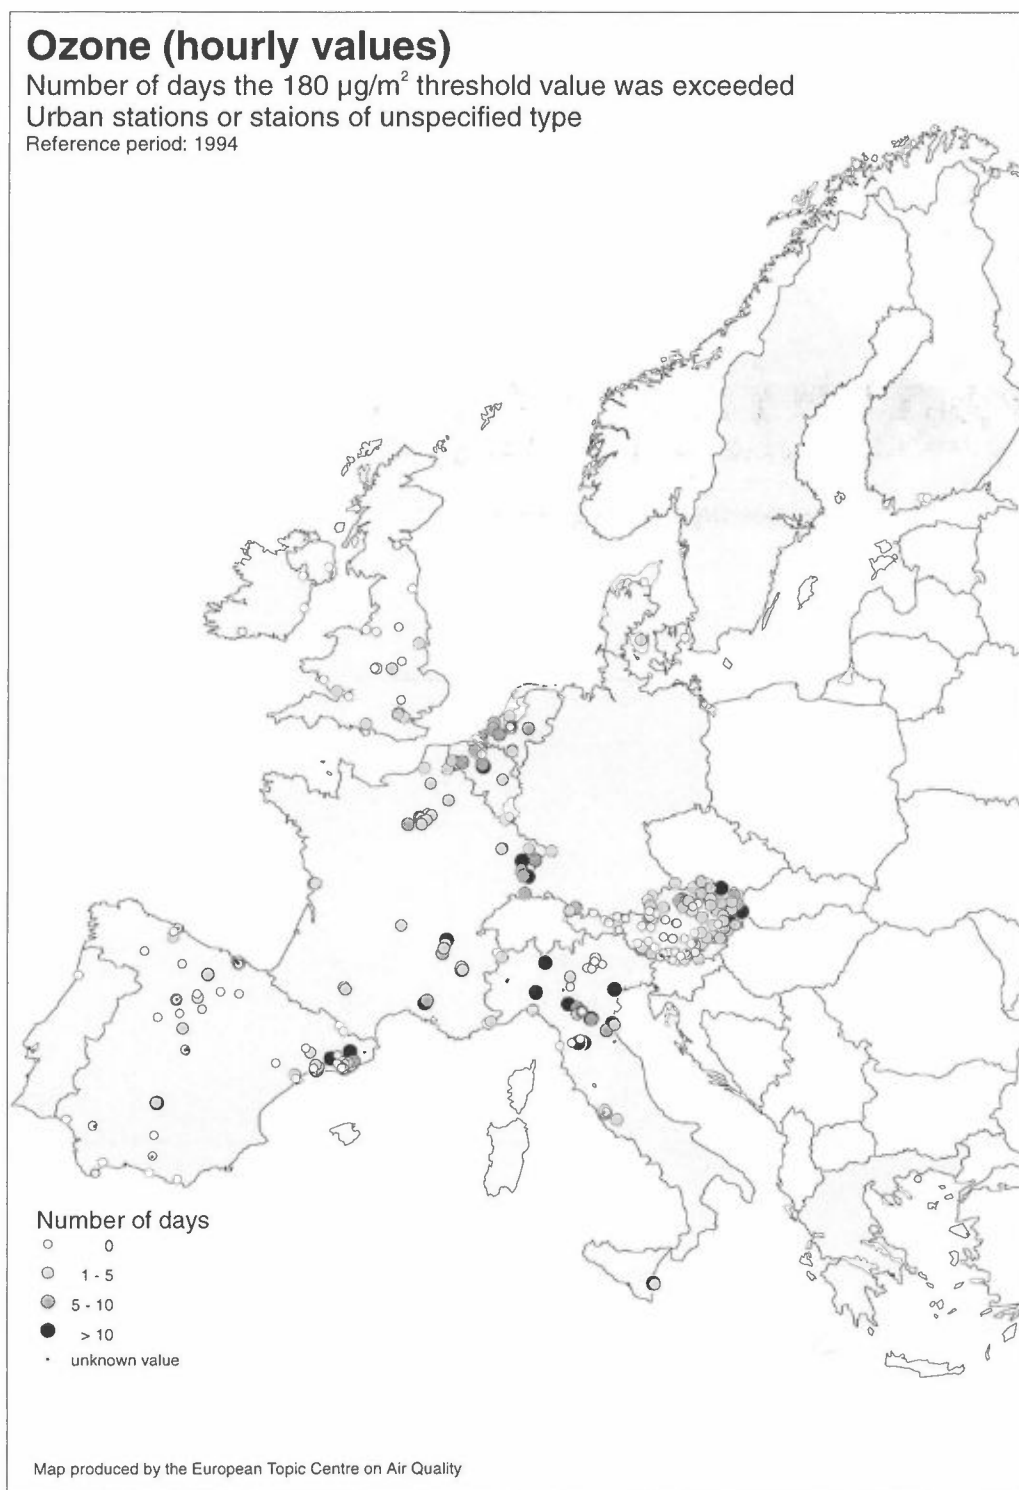 Ozone (hourly values)
Number of days the 180 µg/m² threshold value was exceeded
Urban stations or staions of unspecified type
Reference period: 1994
Number of days
0
1 - 5
5 - 10
> 10
unknown value
Map produced by the European Topic Centre on Air Quality